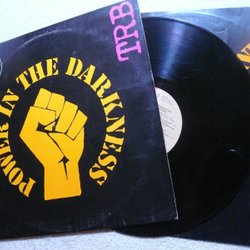 POWER IN THE DARKNESS
TRB